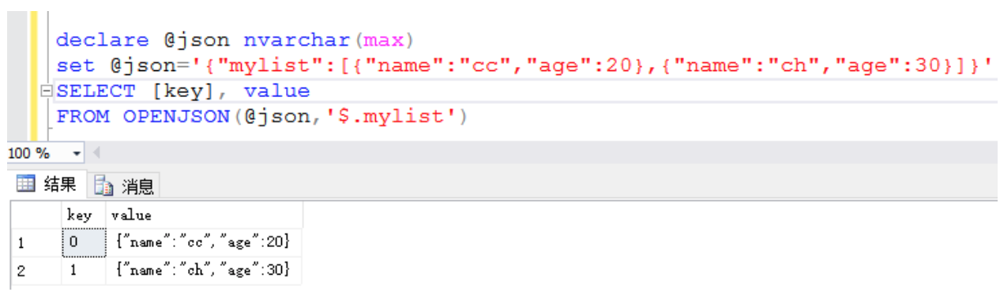 declare @json nvarchar(max)
set @json='{"mylist":[{"name":"cc","age":20},{"name":"ch","age":30}]}'
SELECT [key], value
FROM OPENJSON(@json,'$.mylist')
100 %
结果 消息
key value
1 0 {"name":"cc","age":20}
2 1 {"name":"ch","age":30}